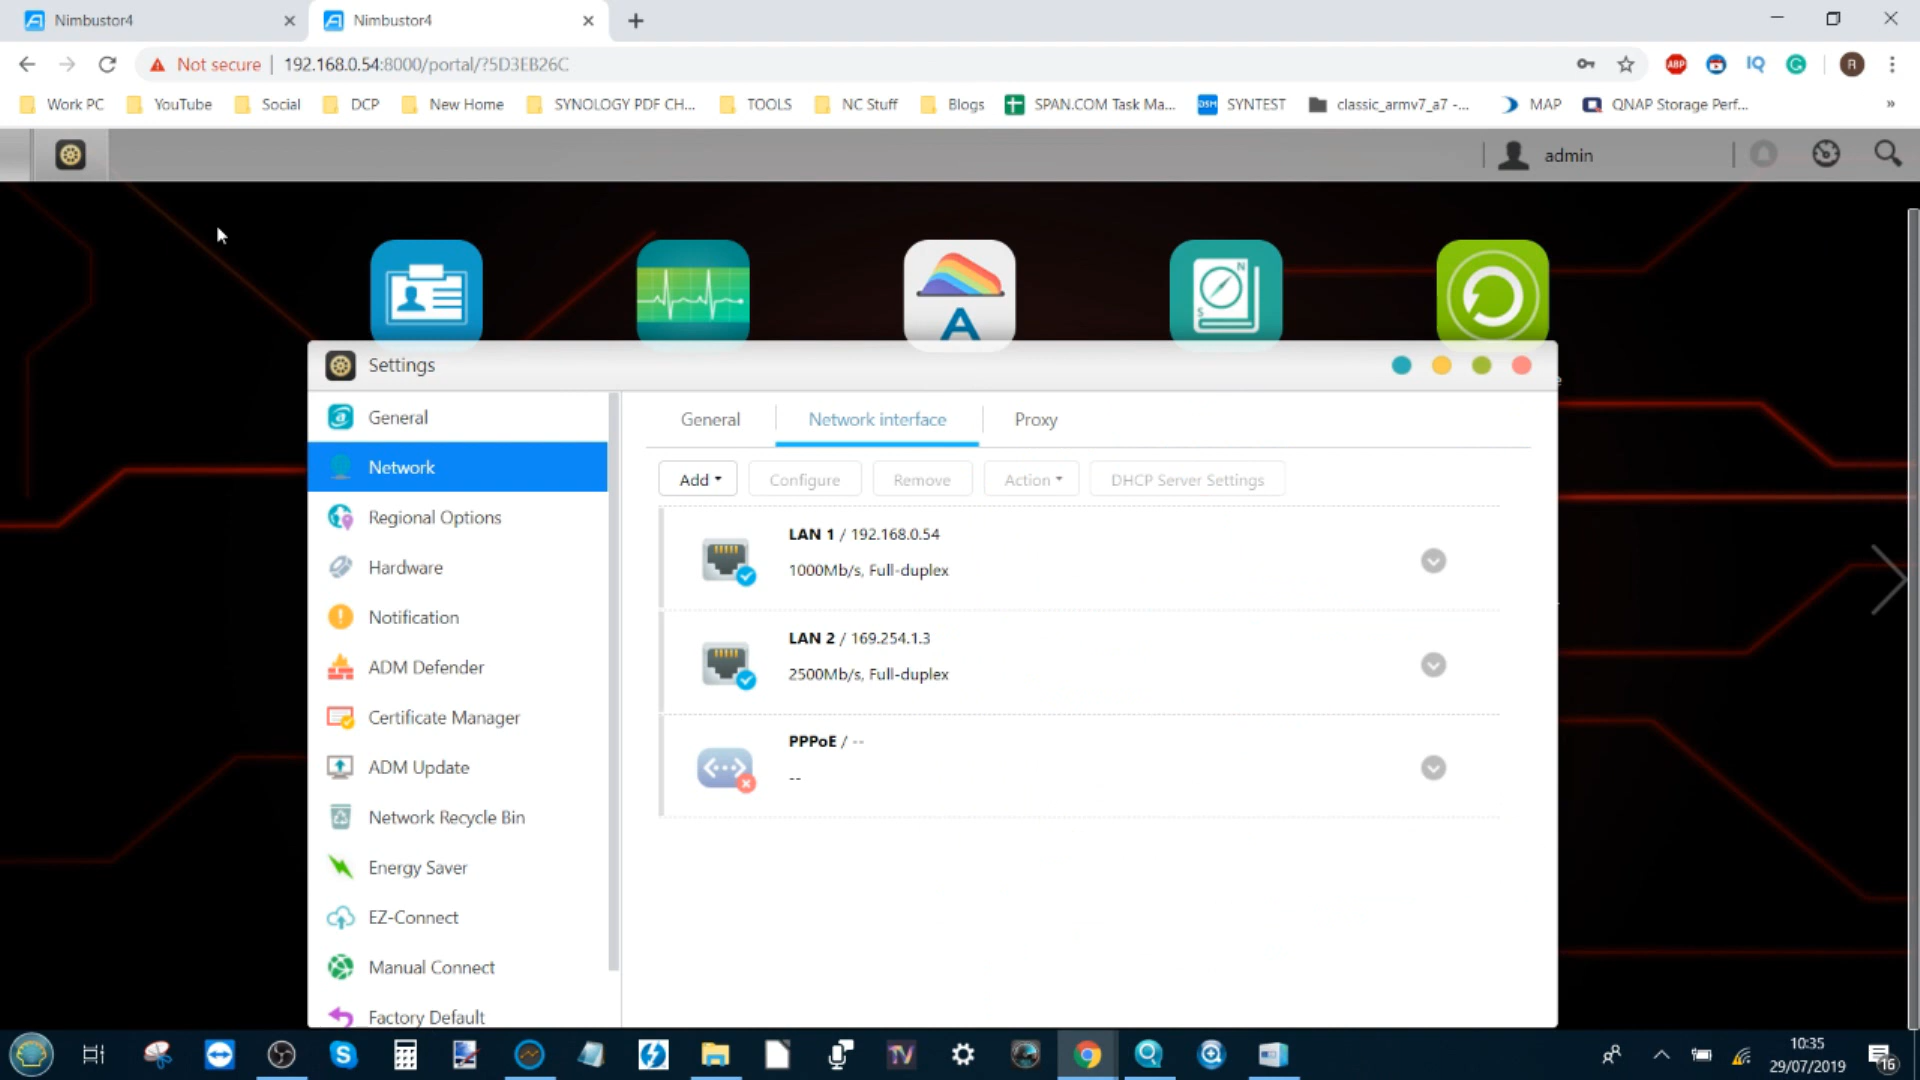 Nimbustor4
Nimbustor4
Not secure
192.168.0.54:8000/portal/?5D3EB26C
ABP
IQ
R
Work PC
YouTube
Social
DCP
New Home
SYNOLOGY PDF CH...
TOOLS
NC Stuff
Blogs
SPAN.COM Task Ma...
DSM
SYNTEST
classic_armv7_a7 -...
MAP
QNAP Storage Perf...
»
admin
N
S
A
Settings
General
Network
Regional Options
Hardware
Notification
ADM Defender
Certificate Manager
ADM Update
Network Recycle Bin
Energy Saver
EZ-Connect
Manual Connect
Factory Default
General
Network interface
Proxy
Add
Configure
Remove
Action
DHCP Server Settings
LAN 1 / 192.168.0.54
1000Mb/s, Full-duplex
LAN 2 / 169.254.1.3
2500Mb/s, Full-duplex
PPPoE / --
--
10:35
29/07/2019
16